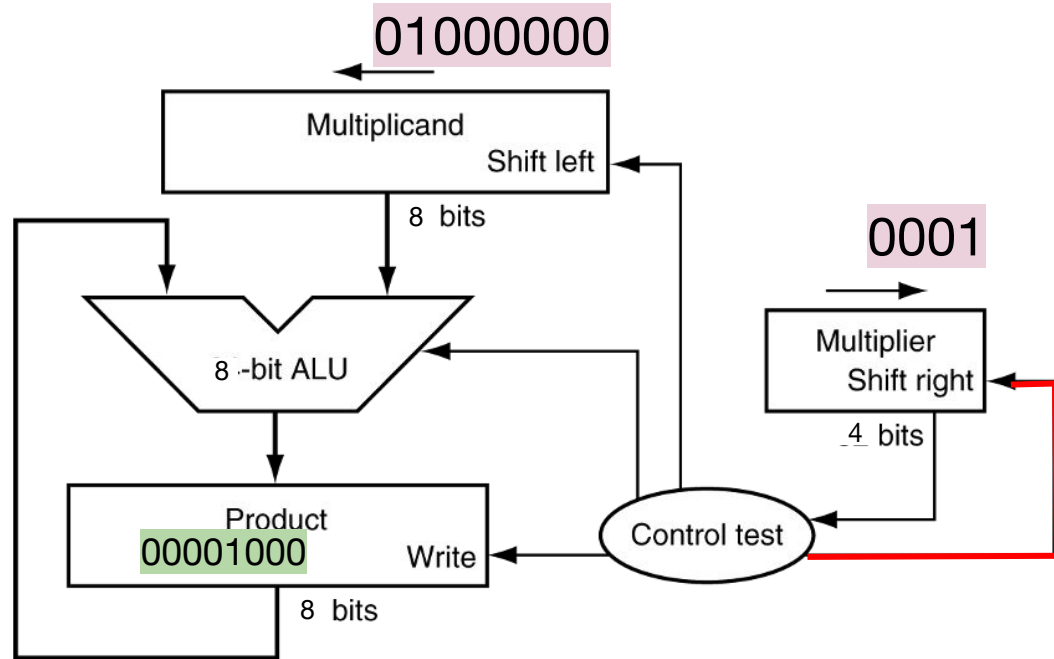 01000000
Multiplicand
Shift left
8 bits
0001
Multiplier
Shift right
4 bits
8 -bit ALU
Product
00001000
Write
Control test
8 bits